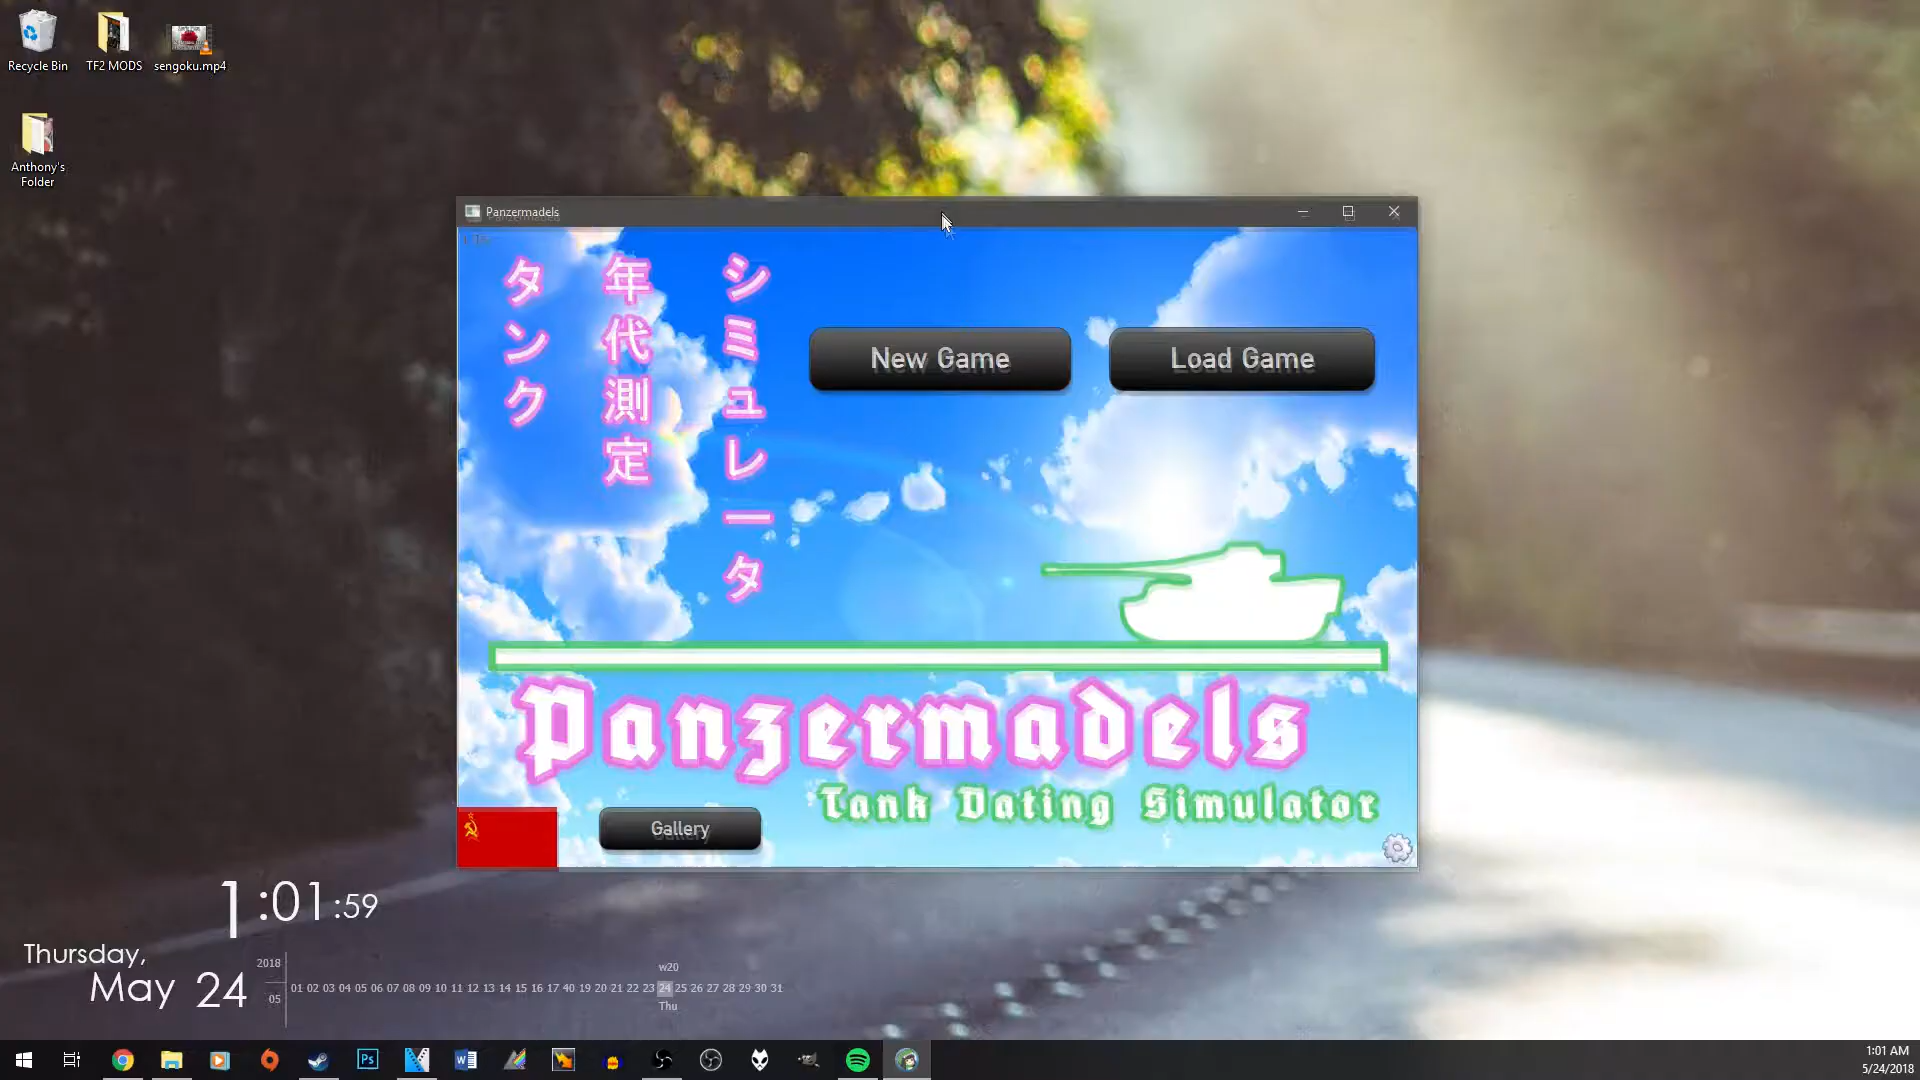 Recycle Bin
TF2 MODS
sengoku.mp4
Anthony's
Folder
Panzermadels
タンク
年代測定
シミュレータ
New Game
Load Game
Panzermadels
Tank Dating Simulator
Gallery
1:01:59
Thursday,
May 24
2018
05
w20
01 02 03 04 05 06 07 08 09 10 11 12 13 14 15 16 17 40 19 20 21 22 23 24 25 26 27 28 29 30 31
Thu
Ps
1:01 AM
5/24/2018